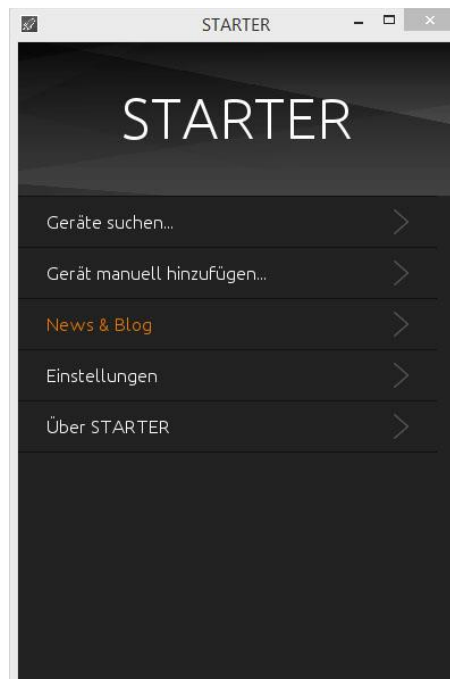 STARTER
STARTER
Geräte suchen...
Gerät manuell hinzufügen...
News & Blog
Einstellungen
Über STARTER